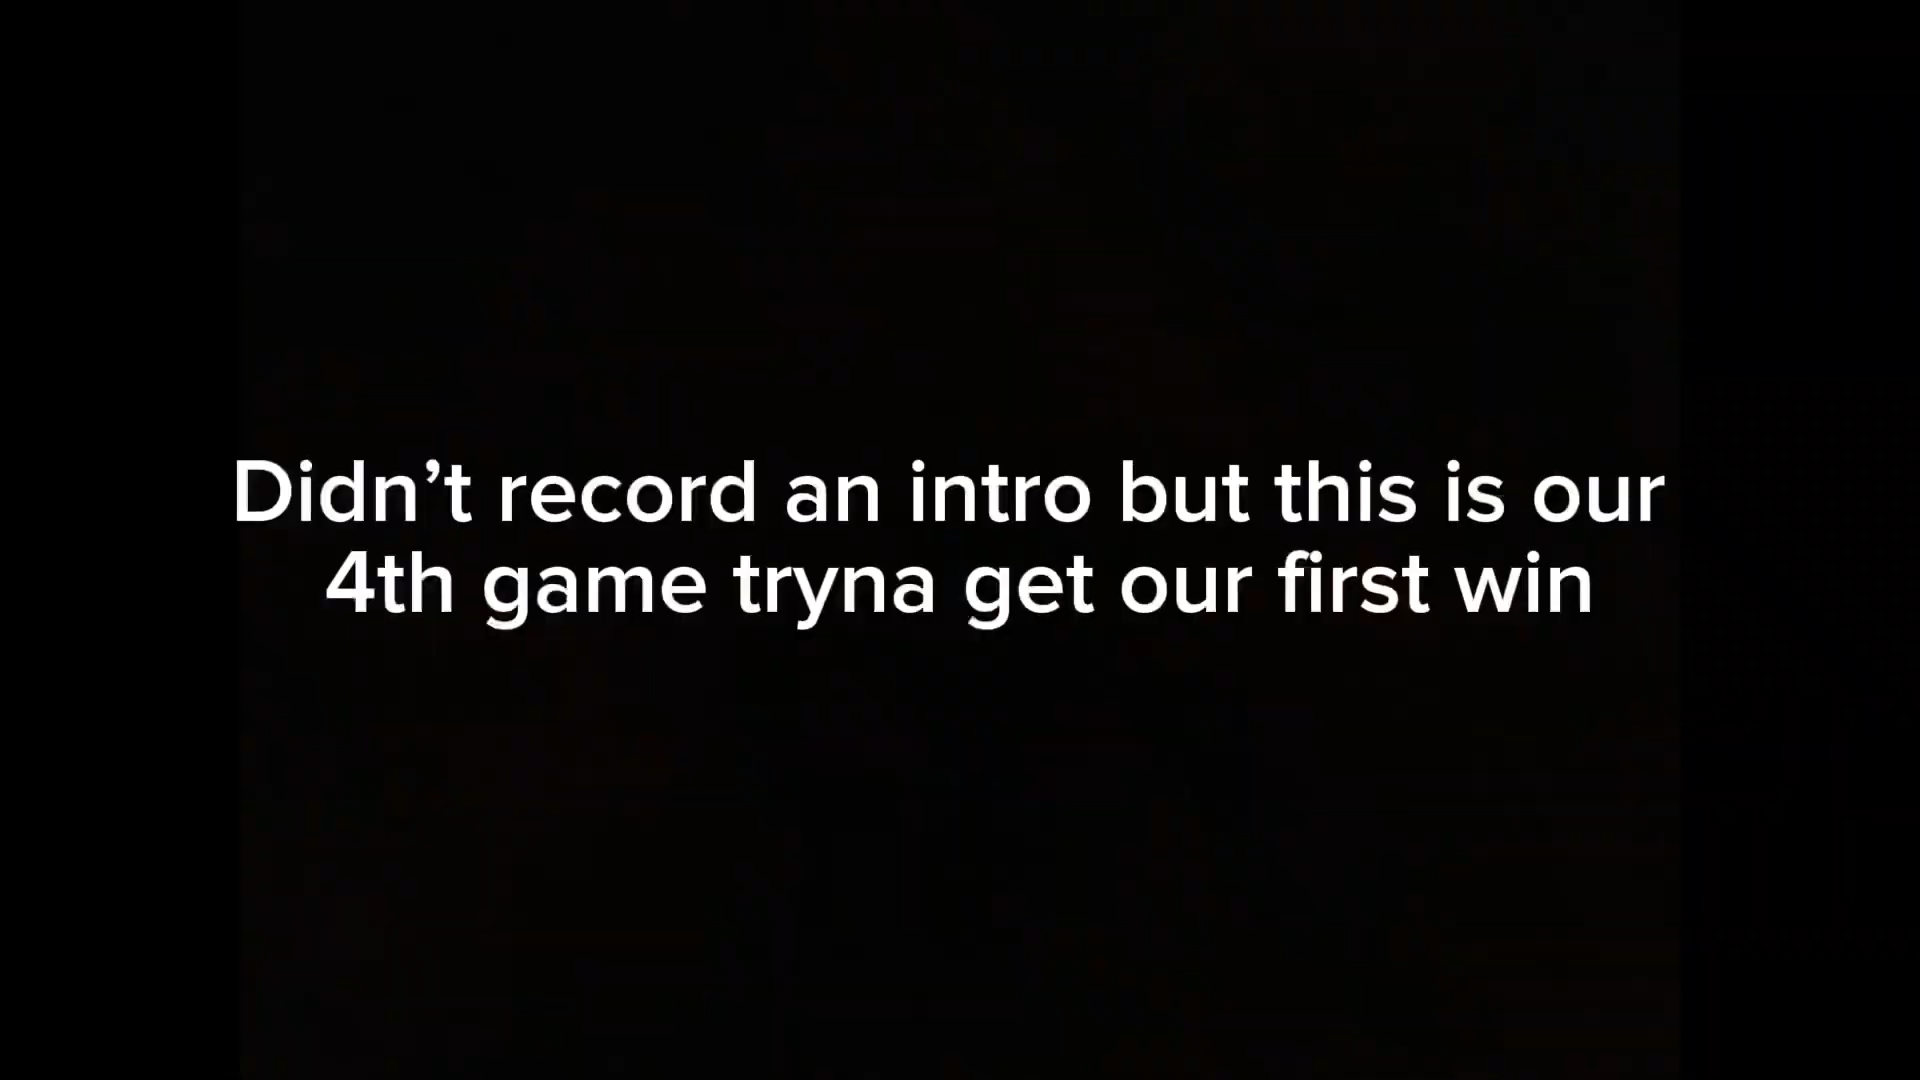 Didn’t record an intro but this is our
4th game tryna get our first win